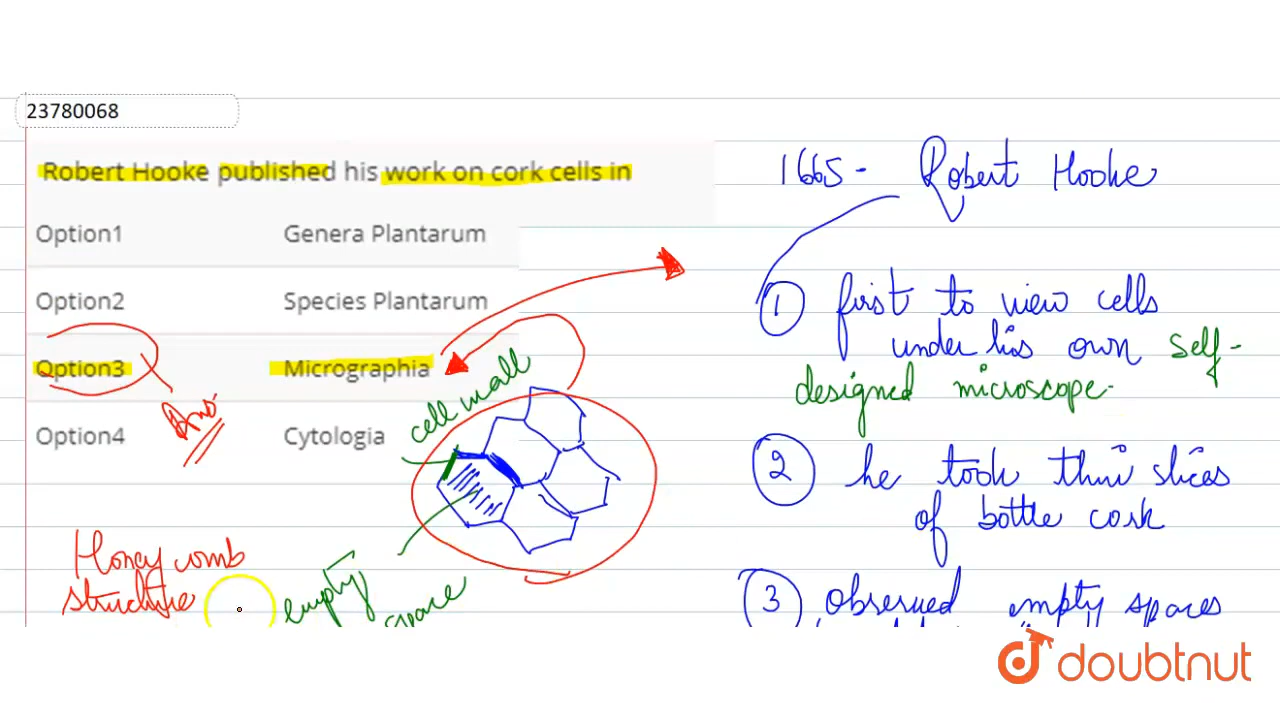 23780068
Robert Hooke published his work on cork cells in
Option1 Genera Plantarum
Option2 Species Plantarum
Option3 Micrographia
Option4 Cytologia
Ans
cell wall
Honey comb
structure
empty
space
1665 - Robert Hooke
1 first to view cells
under his own self-
designed microscope
2 he took thin slices
of bottle cork
3 observed empty spaces
doubtnut